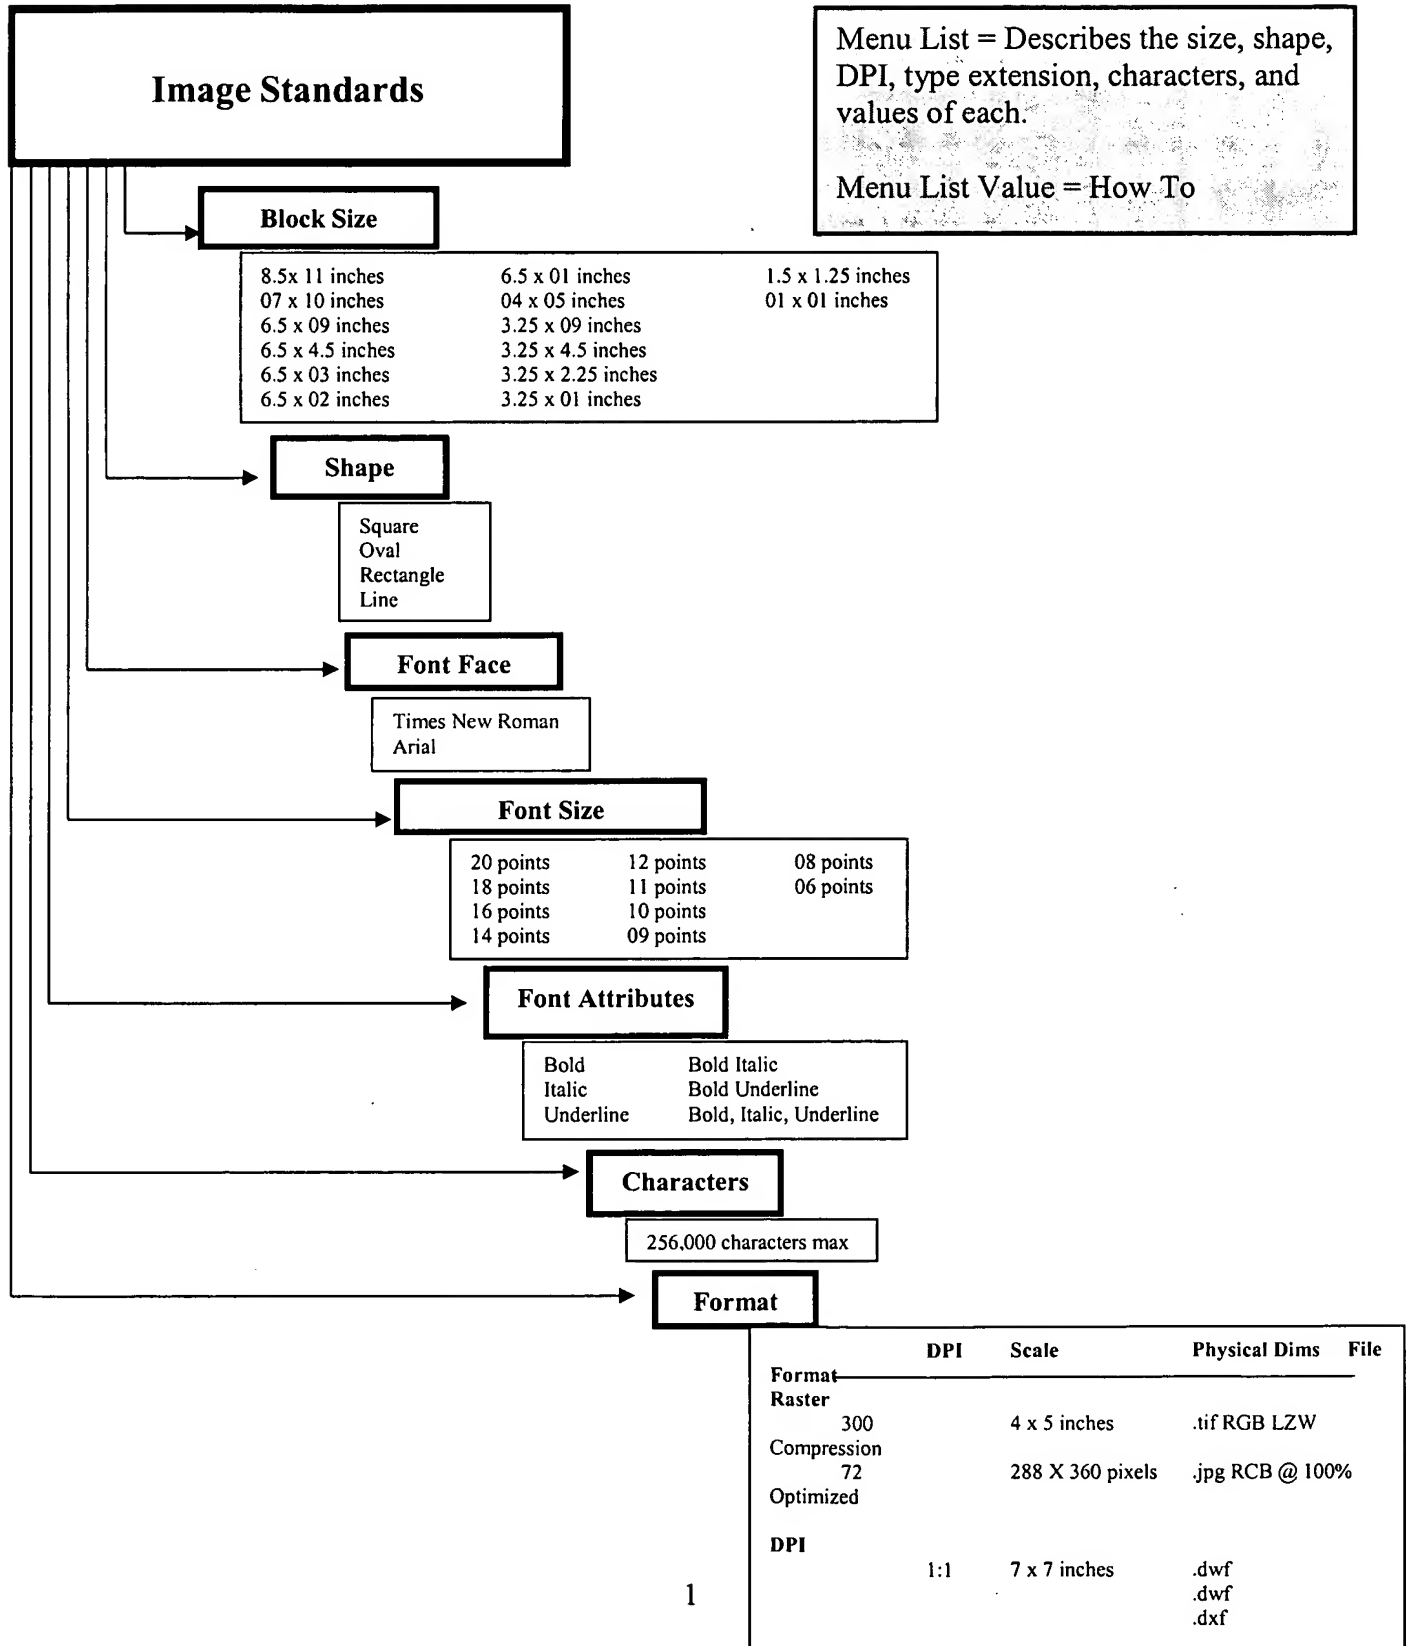 Image Standards
Menu List = Describes the size, shape,
DPI, type extension, characters, and
values of each.
Menu List Value = How To
Block Size
8.5x 11 inches 6.5 x 01 inches 1.5 x 1.25 inches
07 x 10 inches 04 x 05 inches 01 x 01 inches
6.5 x 09 inches 3.25 x 09 inches
6.5 x 4.5 inches 3.25 x 4.5 inches
6.5 x 03 inches 3.25 x 2.25 inches
6.5 x 02 inches 3.25 x 01 inches
Shape
Square
Oval
Rectangle
Line
Font Face
Times New Roman
Arial
Font Size
20 points 12 points 08 points
18 points 11 points 06 points
16 points 10 points
14 points 09 points
Font Attributes
Bold Bold Italic
Italic Bold Underline
Underline Bold, Italic, Underline
Characters
256,000 characters max
Format
DPI Scale Physical Dims File
Format
Raster
300 4 x 5 inches .tif RGB LZW
Compression
72 288 X 360 pixels .jpg RCB @ 100%
Optimized
DPI
1:1 7 x 7 inches .dwf
.dwf
.dxf
1